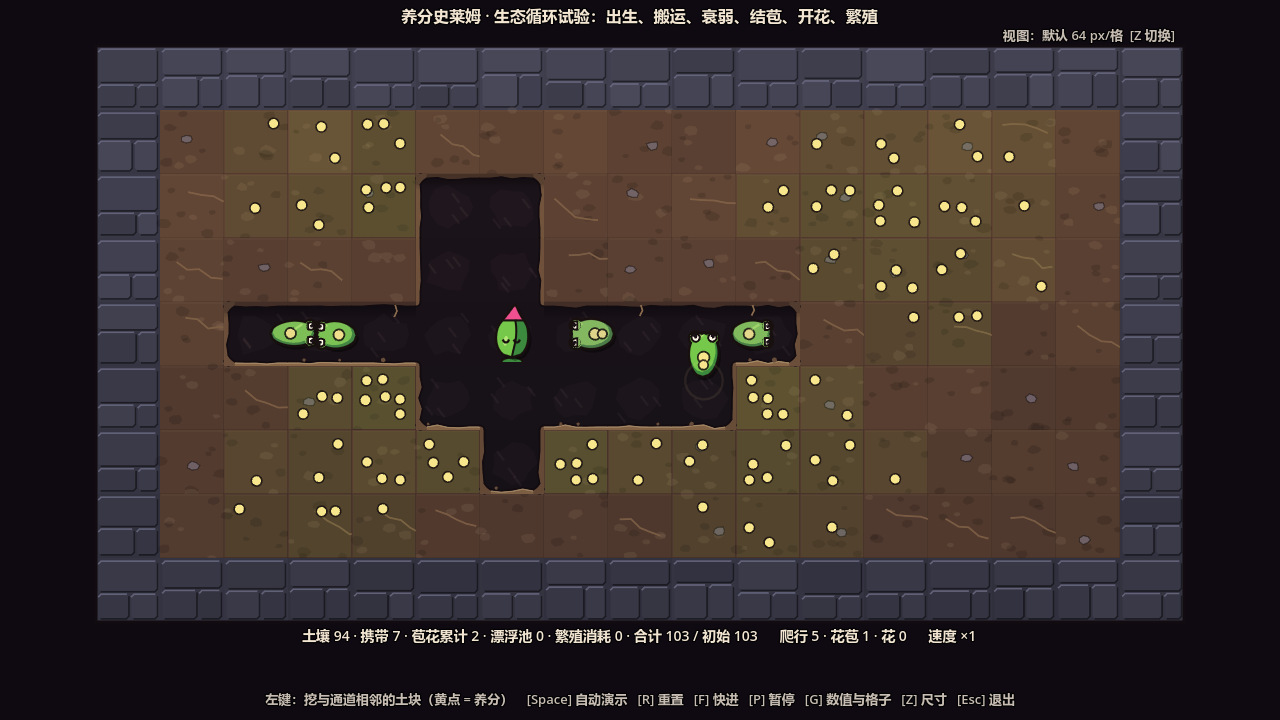 养分史莱姆 · 生态循环试验：出生、搬运、衰弱、结苞、开花、繁殖
视图：默认 64 px/格 [Z 切换]
土壤 94 · 携带 7 · 苞花累计 2 · 漂浮池 0 · 繁殖消耗 0 · 合计 103 / 初始 103 爬行 5 · 花苞 1 · 花 0 速度 ×1
左键：挖与通道相邻的土块（黄点 = 养分） [Space] 自动演示 [R] 重置 [F] 快进 [P] 暂停 [G] 数值与格子 [Z] 尺寸 [Esc] 退出